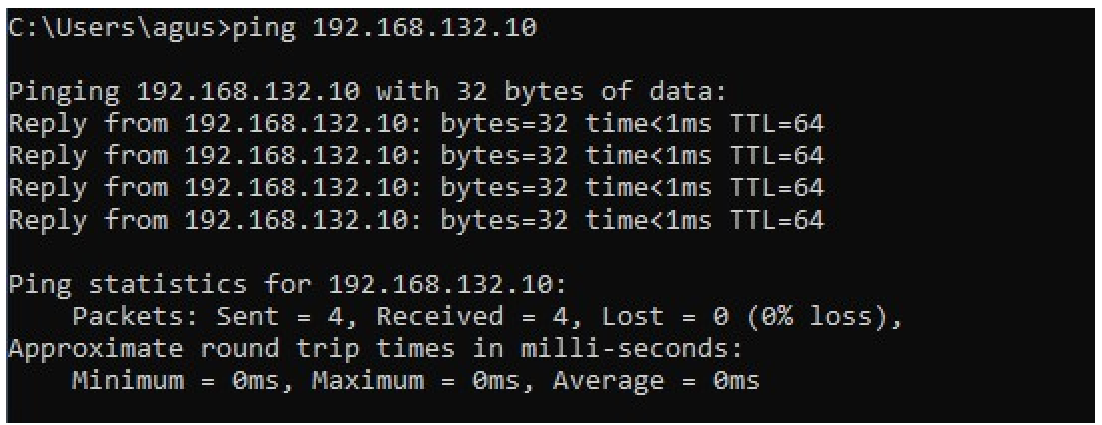 C:\Users\agus>ping 192.168.132.10
Pinging 192.168.132.10 with 32 bytes of data:
Reply from 192.168.132.10: bytes=32 time<1ms TTL=64
Reply from 192.168.132.10: bytes=32 time<1ms TTL=64
Reply from 192.168.132.10: bytes=32 time<1ms TTL=64
Reply from 192.168.132.10: bytes=32 time<1ms TTL=64
Ping statistics for 192.168.132.10:
Packets: Sent = 4, Received = 4, Lost = 0 (0% loss),
Approximate round trip times in milli-seconds:
Minimum = 0ms, Maximum = 0ms, Average = 0ms